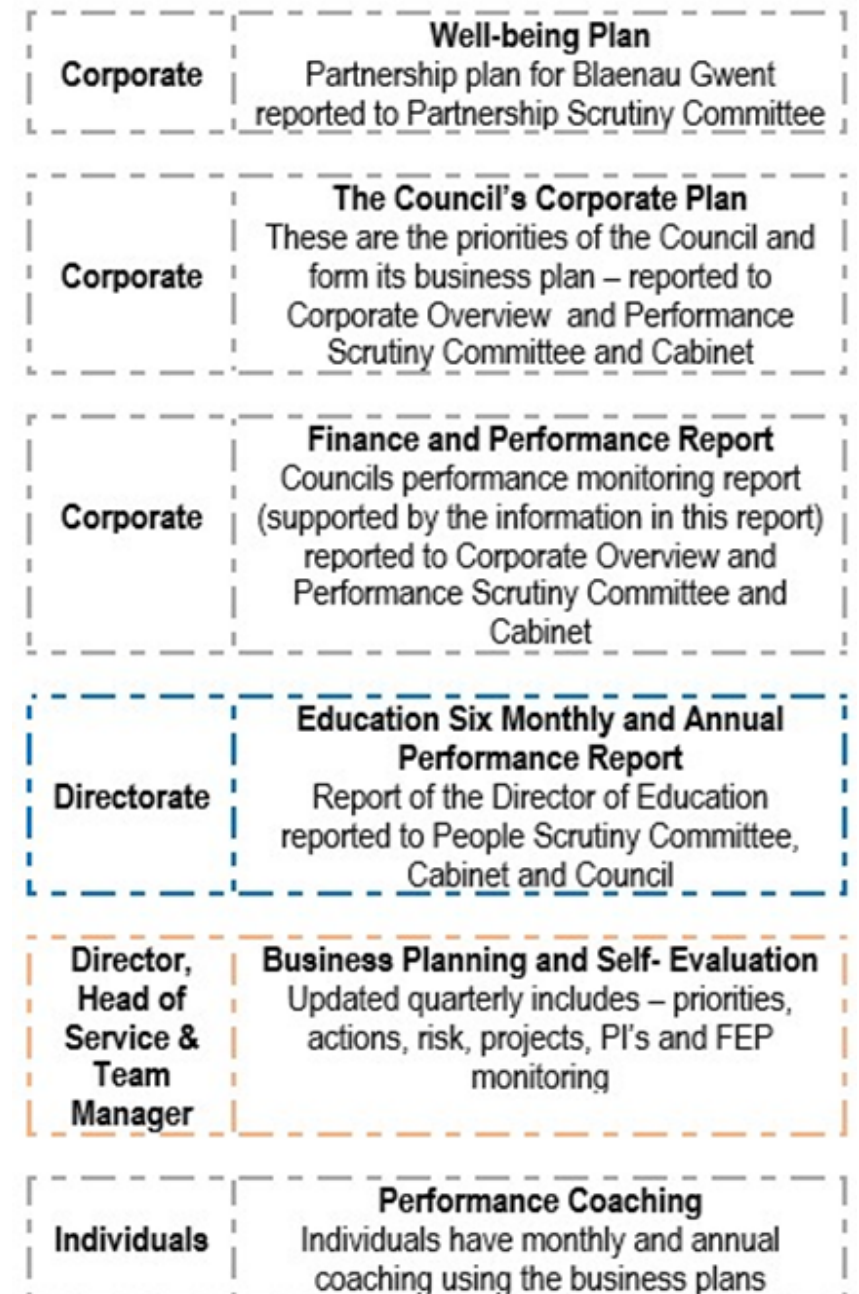 Corporate
Well-being Plan
Partnership plan for Blaenau Gwent
reported to Partnership Scrutiny Committee
Corporate
The Council's Corporate Plan
These are the priorities of the Council and
form its business plan – reported to
Corporate Overview and Performance
Scrutiny Committee and Cabinet
Corporate
Finance and Performance Report
Councils performance monitoring report
(supported by the information in this report)
reported to Corporate Overview and
Performance Scrutiny Committee and
Cabinet
Directorate
Education Six Monthly and Annual
Performance Report
Report of the Director of Education
reported to People Scrutiny Committee,
Cabinet and Council
Director,
Head of
Service &
Team
Manager
Business Planning and Self- Evaluation
Updated quarterly includes – priorities,
actions, risk, projects, PI's and FEP
monitoring
Individuals
Performance Coaching
Individuals have monthly and annual
coaching using the business plans